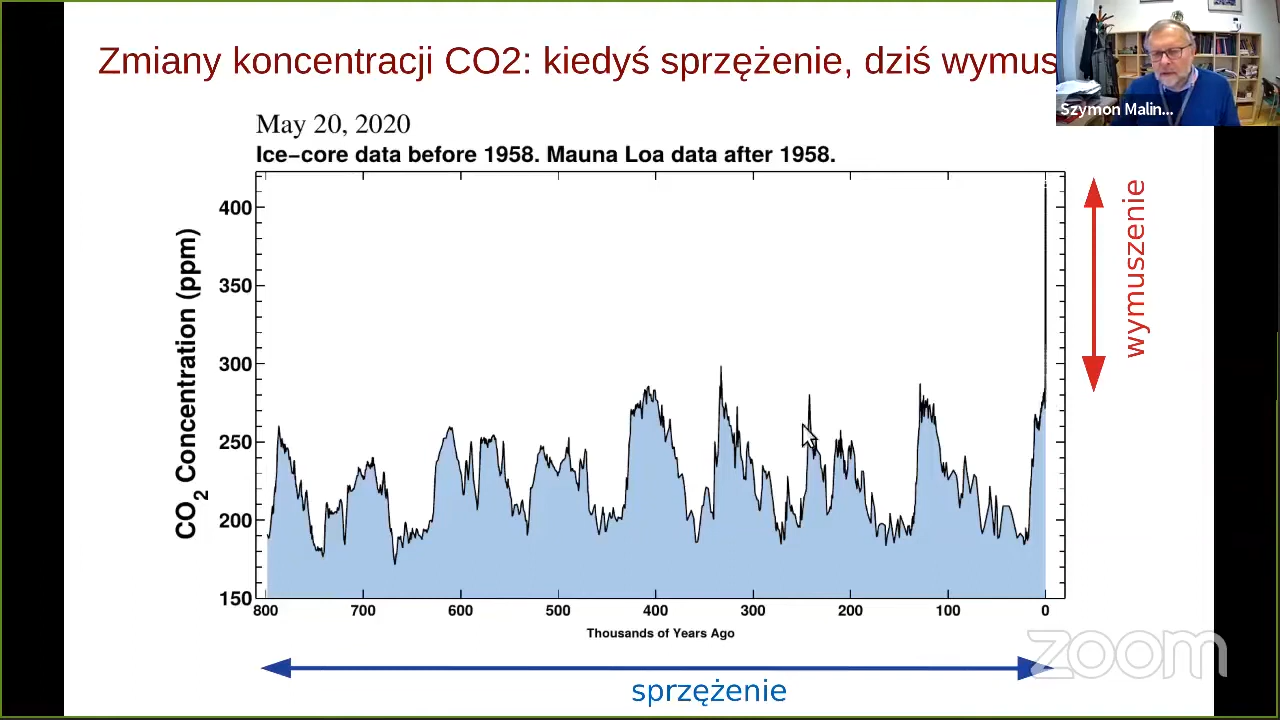 Zmiany koncentracji CO2: kiedyś sprzężenie, dziś wymus
Szymon Malin...
May 20, 2020
Ice-core data before 1958. Mauna Loa data after 1958.
CO2 Concentration (ppm)
400
350
300
250
200
150
800 700 600 500 400 300 200 100 0
Thousands of Years Ago
wymuszenie
sprzężenie
zoom